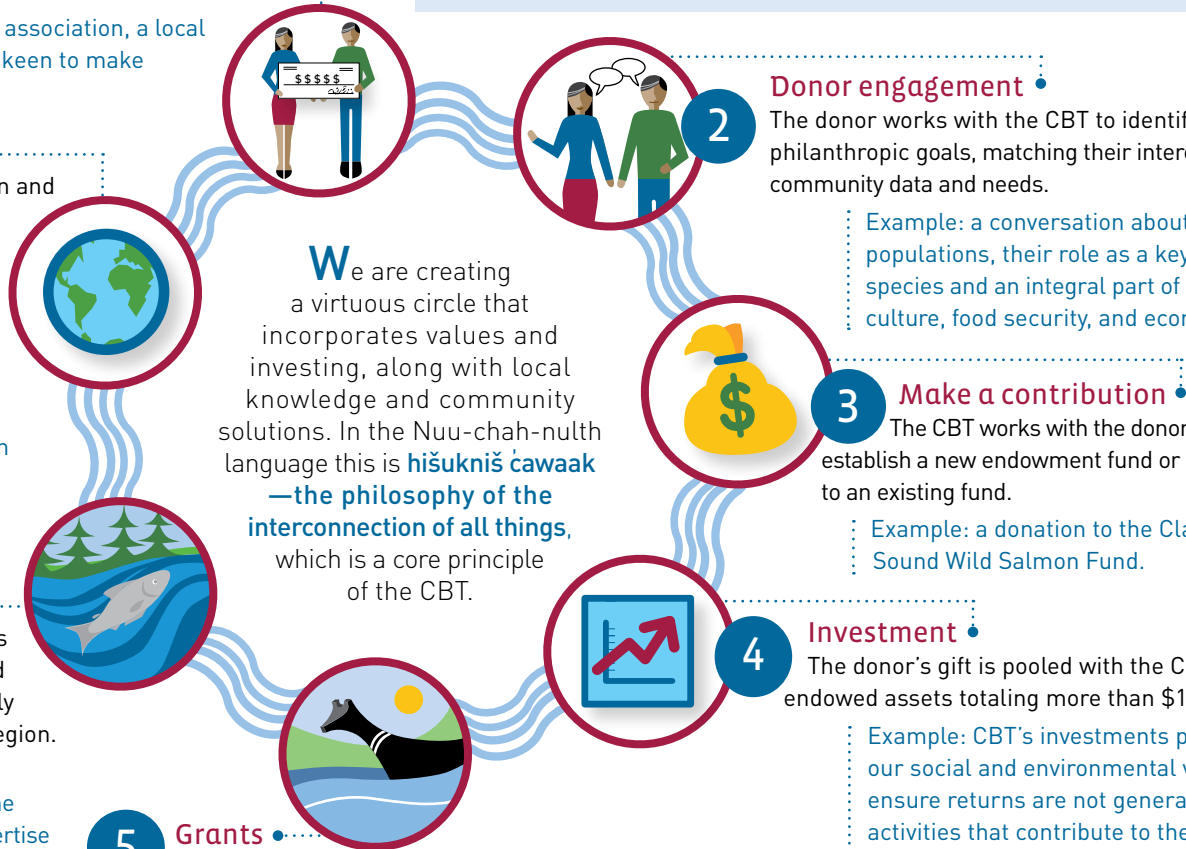 association, a local
keen to make
$$$$$
n and
n
s
d
ly
egion.
ne
ertise
We are creating
a virtuous circle that
incorporates values and
investing, along with local
knowledge and community
solutions. In the Nuu-chah-nulth
language this is hišukniš c̓awaak
—the philosophy of the
interconnection of all things,
which is a core principle
of the CBT.
2
Donor engagement
The donor works with the CBT to identif
philanthropic goals, matching their intere
community data and needs.
Example: a conversation about
populations, their role as a key
species and an integral part of
culture, food security, and econ
$
3
Make a contribution
The CBT works with the donor
establish a new endowment fund or
to an existing fund.
Example: a donation to the Cla
Sound Wild Salmon Fund.
4
Investment
The donor's gift is pooled with the C
endowed assets totaling more than $1
Example: CBT's investments p
our social and environmental v
ensure returns are not genera
activities that contribute to the
5
Grants